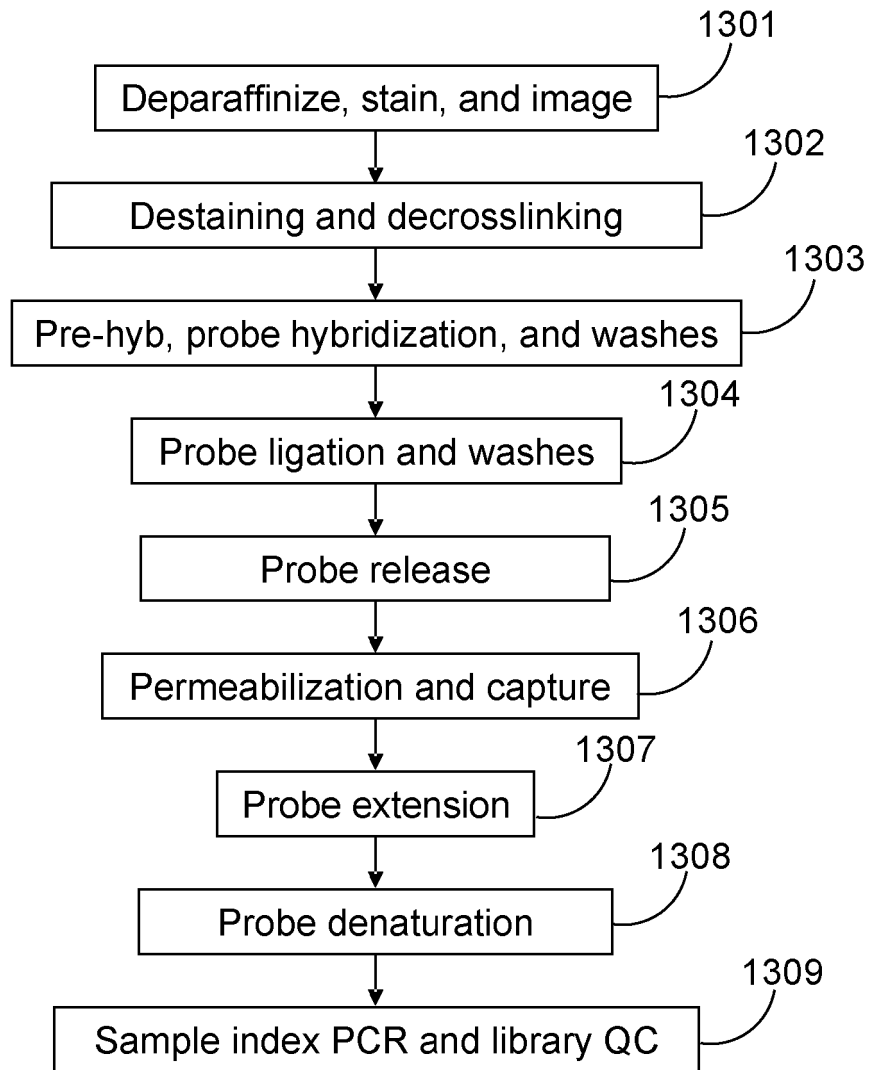 1301
Deparaffinize, stain, and image
1302
Destaining and decrosslinking
1303
Pre-hyb, probe hybridization, and washes
1304
Probe ligation and washes
1305
Probe release
1306
Permeabilization and capture
1307
Probe extension
1308
Probe denaturation
1309
Sample index PCR and library QC